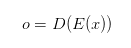 o = D(E(x))